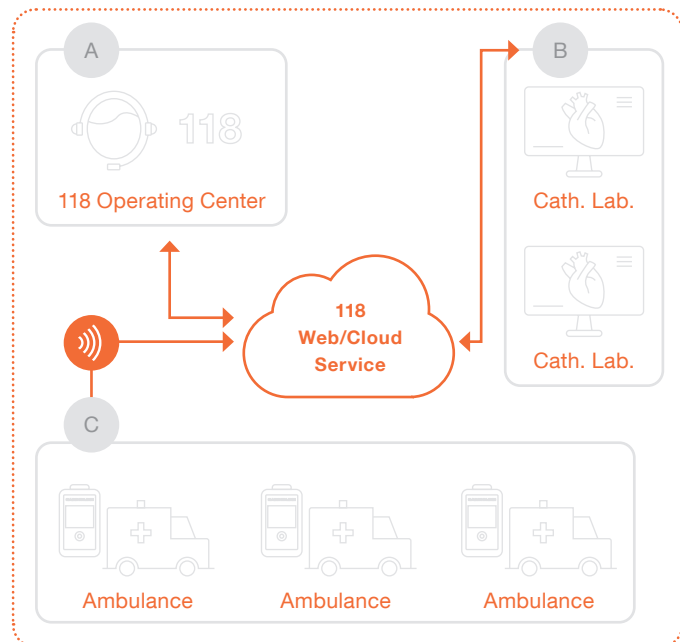 A
118
118 Operating Center
B
Cath. Lab.
Cath. Lab.
118
Web/Cloud
Service
C
Ambulance
Ambulance
Ambulance